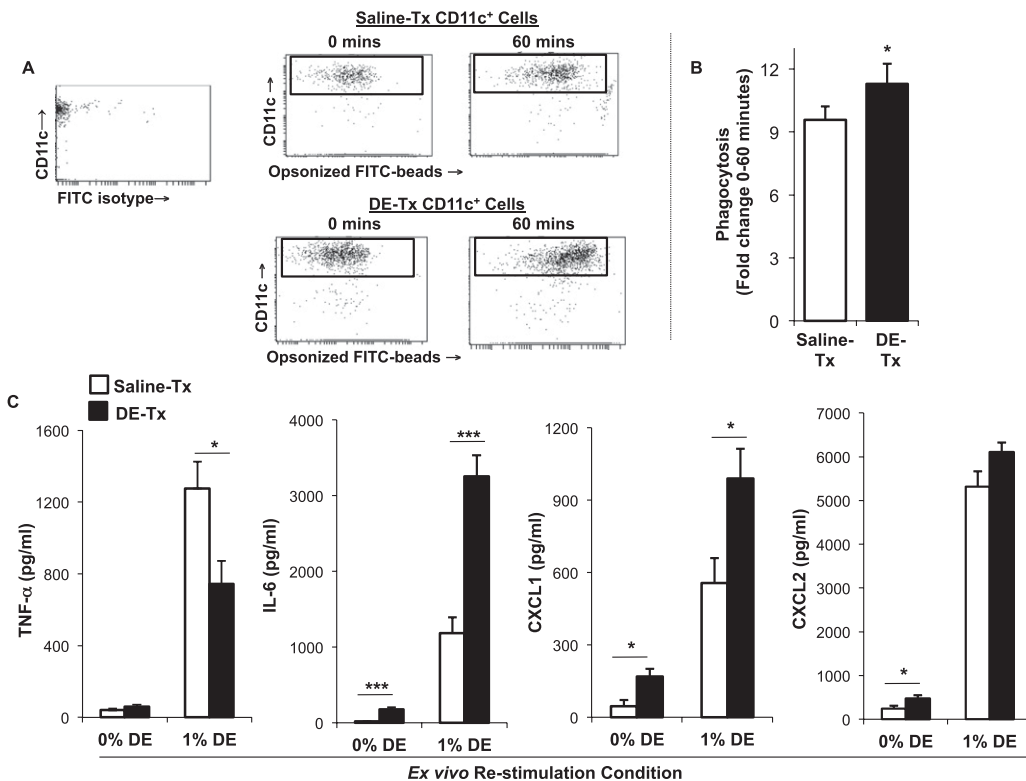 A
CD11c→
FITC isotype→
Saline-Tx CD11c⁺ Cells
0 mins
60 mins
CD11c →
Opsonized FITC-beads →
DE-Tx CD11c⁺ Cells
0 mins
60 mins
CD11c →
Opsonized FITC-beads →
B
Phagocytosis
(Fold change 0-60 minutes)
12
9
6
3
0
*
Saline-
Tx
DE-
Tx
C
Saline-Tx
DE-Tx
TNF-α (pg/ml)
1600
1200
800
400
0
*
0% DE
1% DE
IL-6 (pg/ml)
4000
3000
2000
1000
0
***
***
0% DE
1% DE
CXCL1 (pg/ml)
1200
900
600
300
0
*
*
0% DE
1% DE
CXCL2 (pg/ml)
7000
6000
5000
4000
3000
2000
1000
0
*
0% DE
1% DE
Ex vivo Re-stimulation Condition